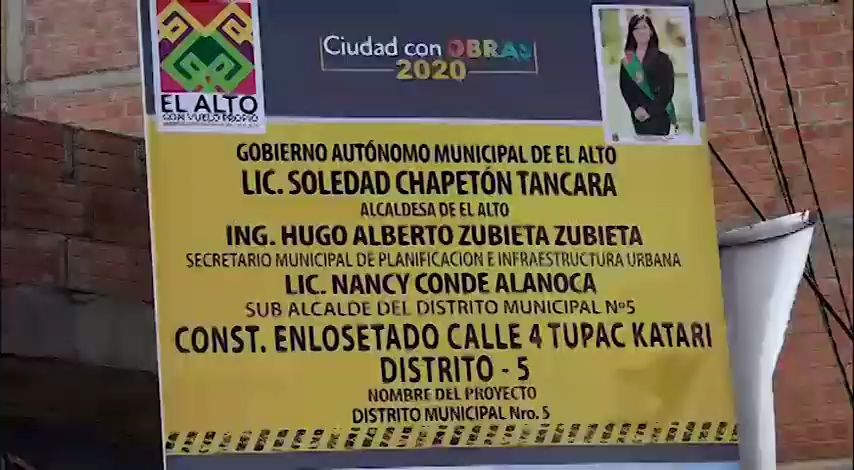 Ciudad con OBRAS
2020
EL ALTO
CON VUELO PROPIO
GOBIERNO AUTÓNOMO MUNICIPAL DE EL ALTO
LIC. SOLEDAD CHAPETÓN TANCARA
ALCALDESA DE EL ALTO
ING. HUGO ALBERTO ZUBIETA ZUBIETA
SECRETARIO MUNICIPAL DE PLANIFICACION E INFRAESTRUCTURA URBANA
LIC. NANCY CONDE ALANOCA
SUB ALCALDE DEL DISTRITO MUNICIPAL Nº5
CONST. ENLOSETADO CALLE 4 TUPAC KATARI
DISTRITO - 5
NOMBRE DEL PROYECTO
DISTRITO MUNICIPAL Nro. 5